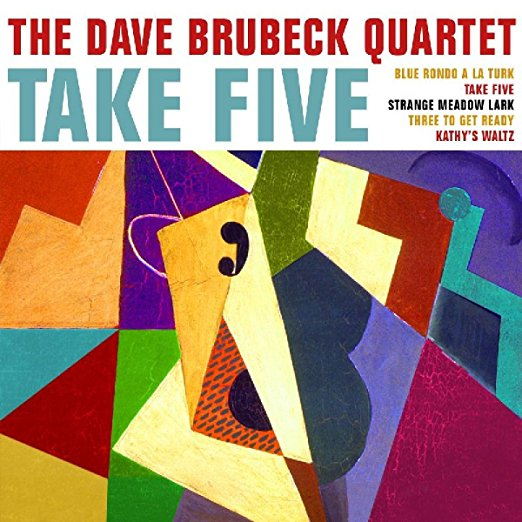 THE DAVE BRUBECK QUARTET
TAKE FIVE
BLUE RONDO A LA TURK
TAKE FIVE
STRANGE MEADOW LARK
THREE TO GET READY
KATHY'S WALTZ